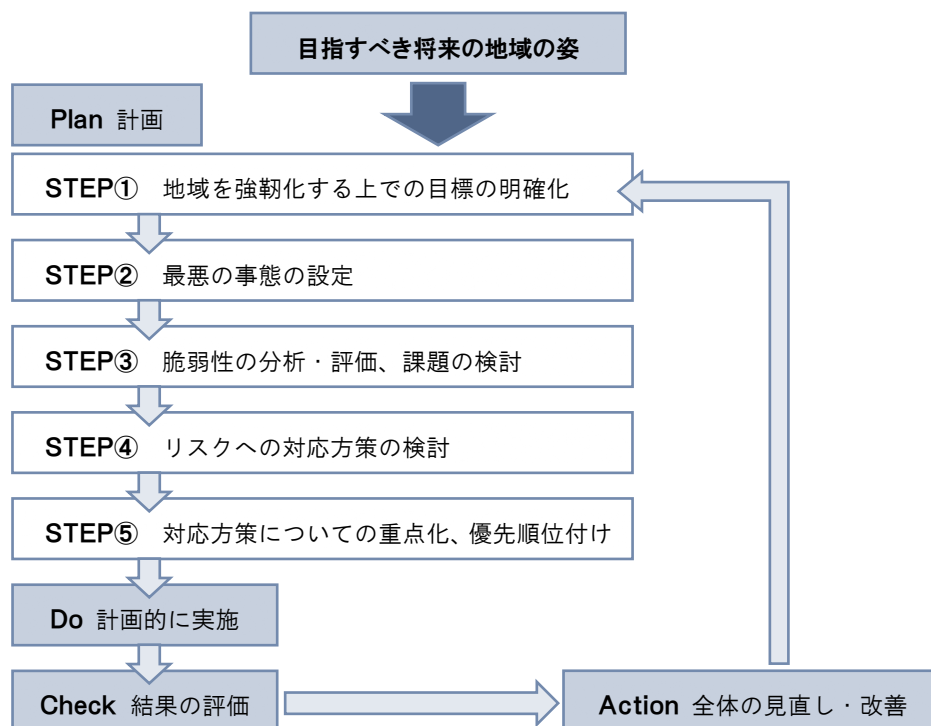 目指すべき将来の地域の姿
Plan 計画
STEP① 地域を強靭化する上での目標の明確化
STEP② 最悪の事態の設定
STEP③ 脆弱性の分析・評価、課題の検討
STEP④ リスクへの対応方策の検討
STEP⑤ 対応方策についての重点化、優先順位付け
Do 計画的に実施
Check 結果の評価
Action 全体の見直し・改善